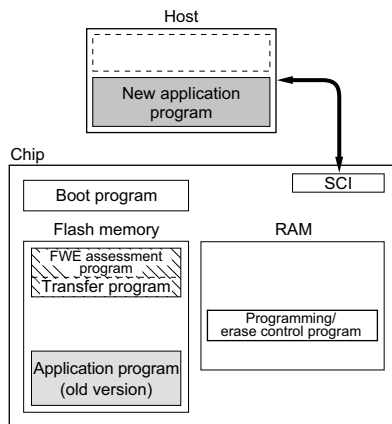 Host
New application
program
Chip
SCI
Boot program
Flash memory
RAM
FWE assessment
program
Transfer program
Programming/
erase control program
Application program
(old version)